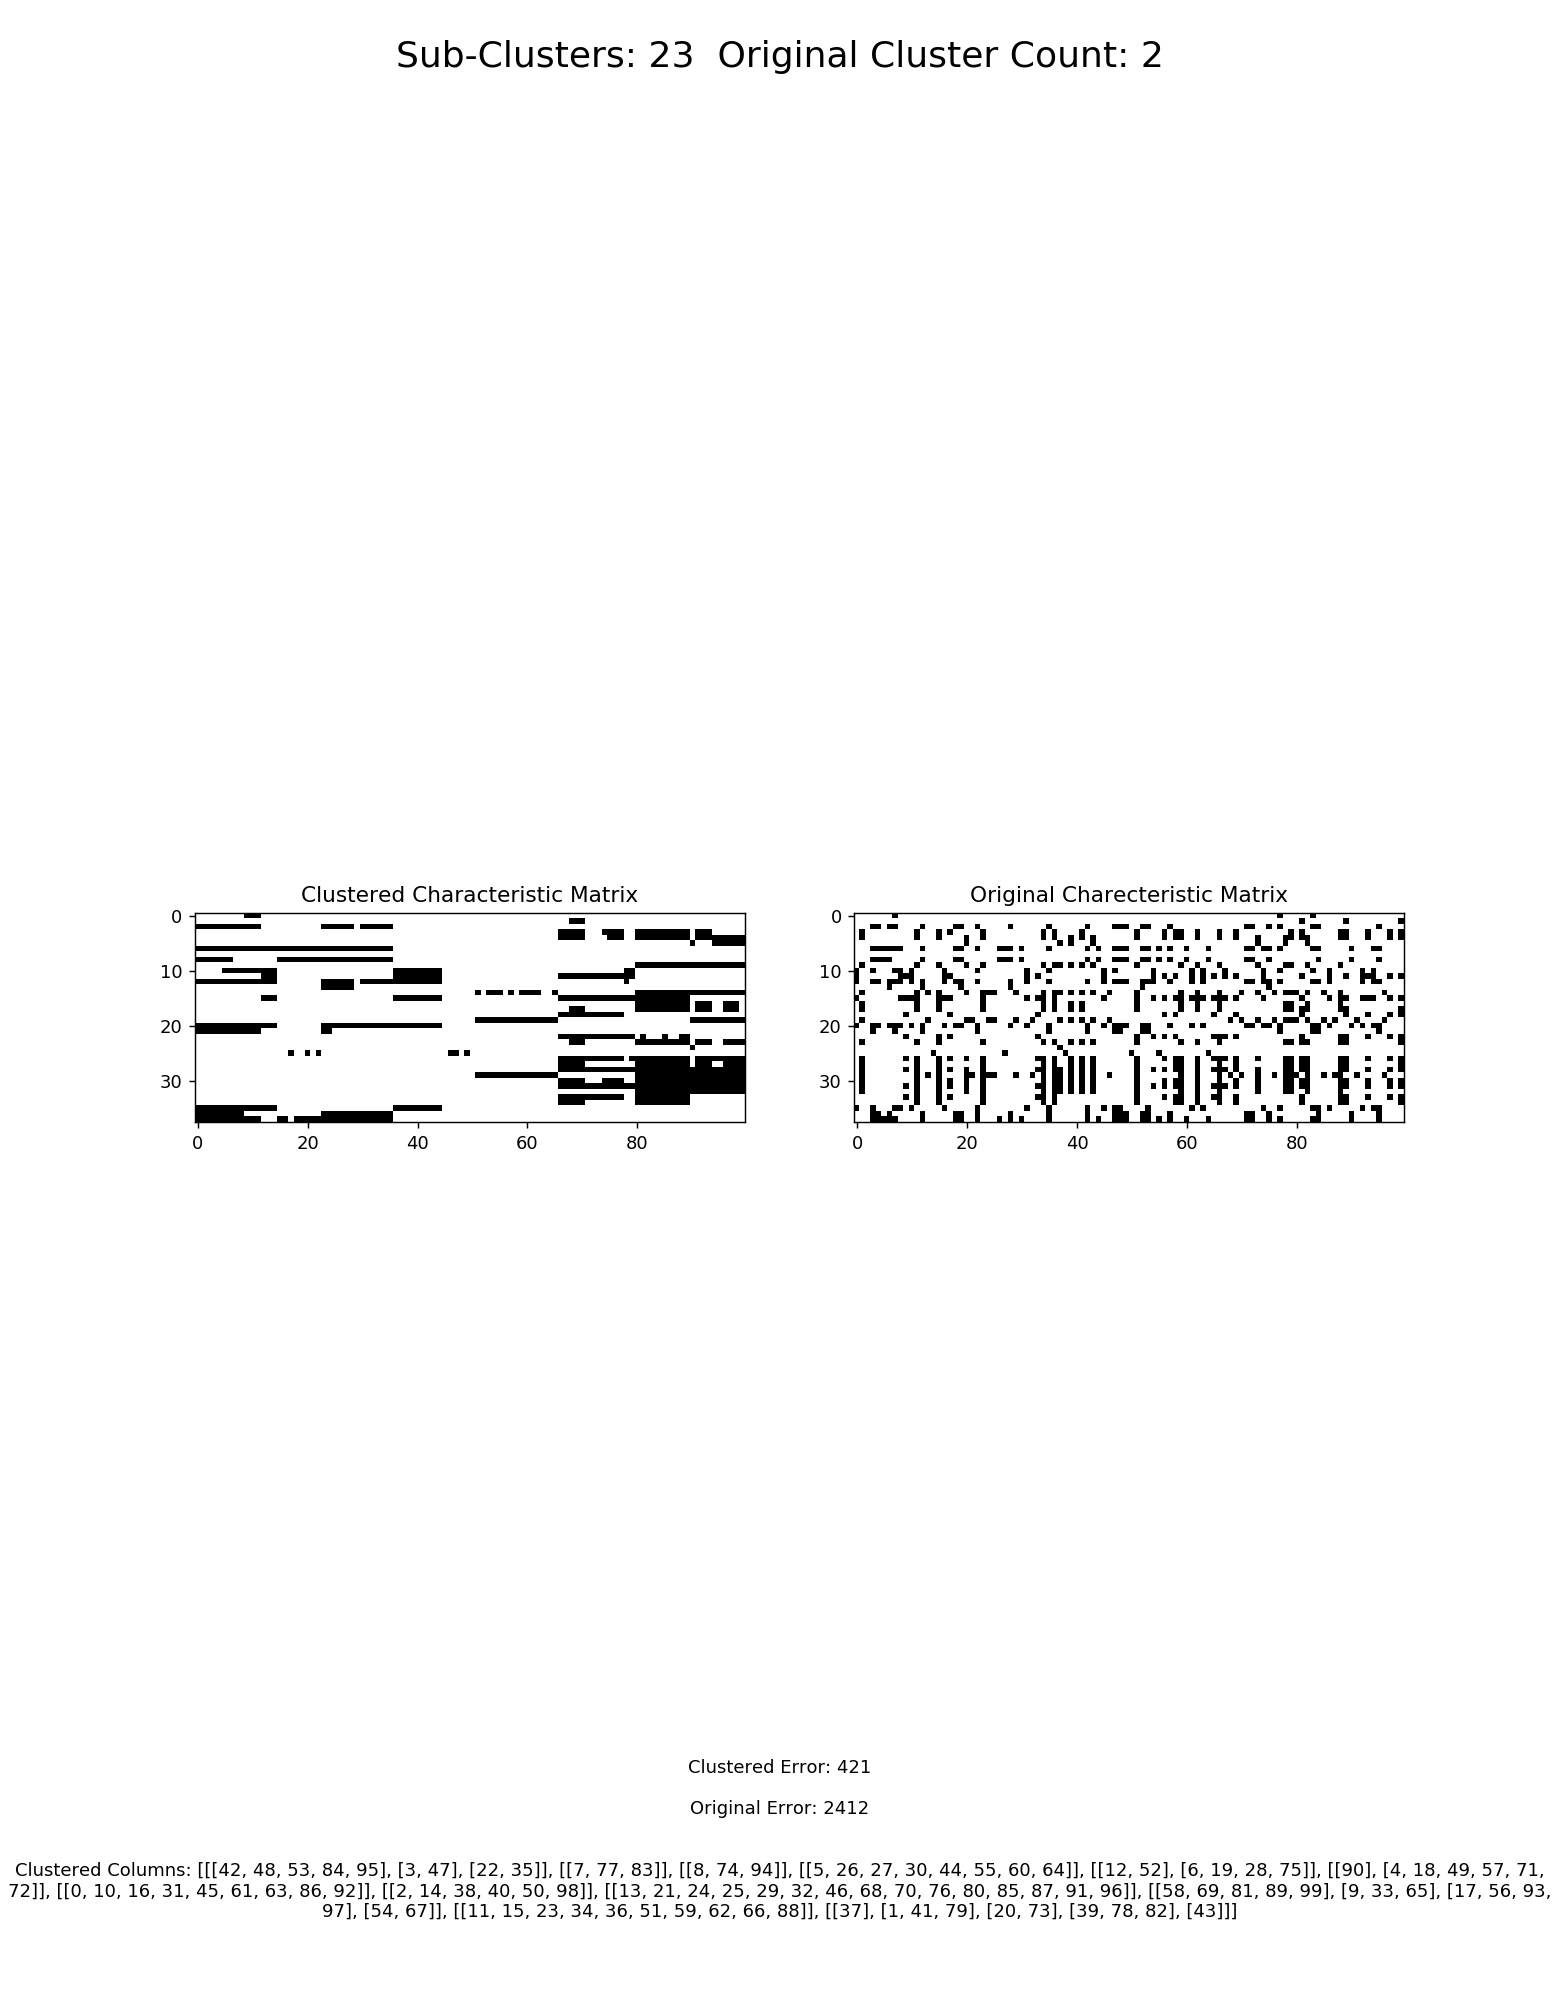 Sub-Clusters: 23  Original Cluster Count: 2
Clustered Characteristic Matrix
Original Charecteristic Matrix
0
10
20
30
0
20
40
60
80
0
10
20
30
0
20
40
60
80
Clustered Error: 421
Original Error: 2412
Clustered Columns: [[[42, 48, 53, 84, 95], [3, 47], [22, 35]], [[7, 77, 83]], [[8, 74, 94]], [[5, 26, 27, 30, 44, 55, 60, 64]], [[12, 52], [6, 19, 28, 75]], [[90], [4, 18, 49, 57, 71,
72]], [[0, 10, 16, 31, 45, 61, 63, 86, 92]], [[2, 14, 38, 40, 50, 98]], [[13, 21, 24, 25, 29, 32, 46, 68, 70, 76, 80, 85, 87, 91, 96]], [[58, 69, 81, 89, 99], [9, 33, 65], [17, 56, 93,
97], [54, 67]], [[11, 15, 23, 34, 36, 51, 59, 62, 66, 88]], [[37], [1, 41, 79], [20, 73], [39, 78, 82], [43]]]